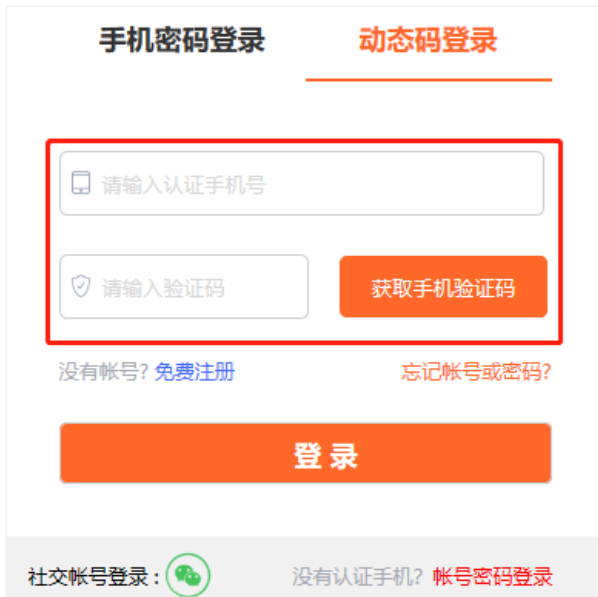 手机密码登录 动态码登录
请输入认证手机号
请输入验证码 获取手机验证码
没有帐号? 免费注册 忘记帐号或密码?
登 录
社交帐号登录： 没有认证手机? 帐号密码登录